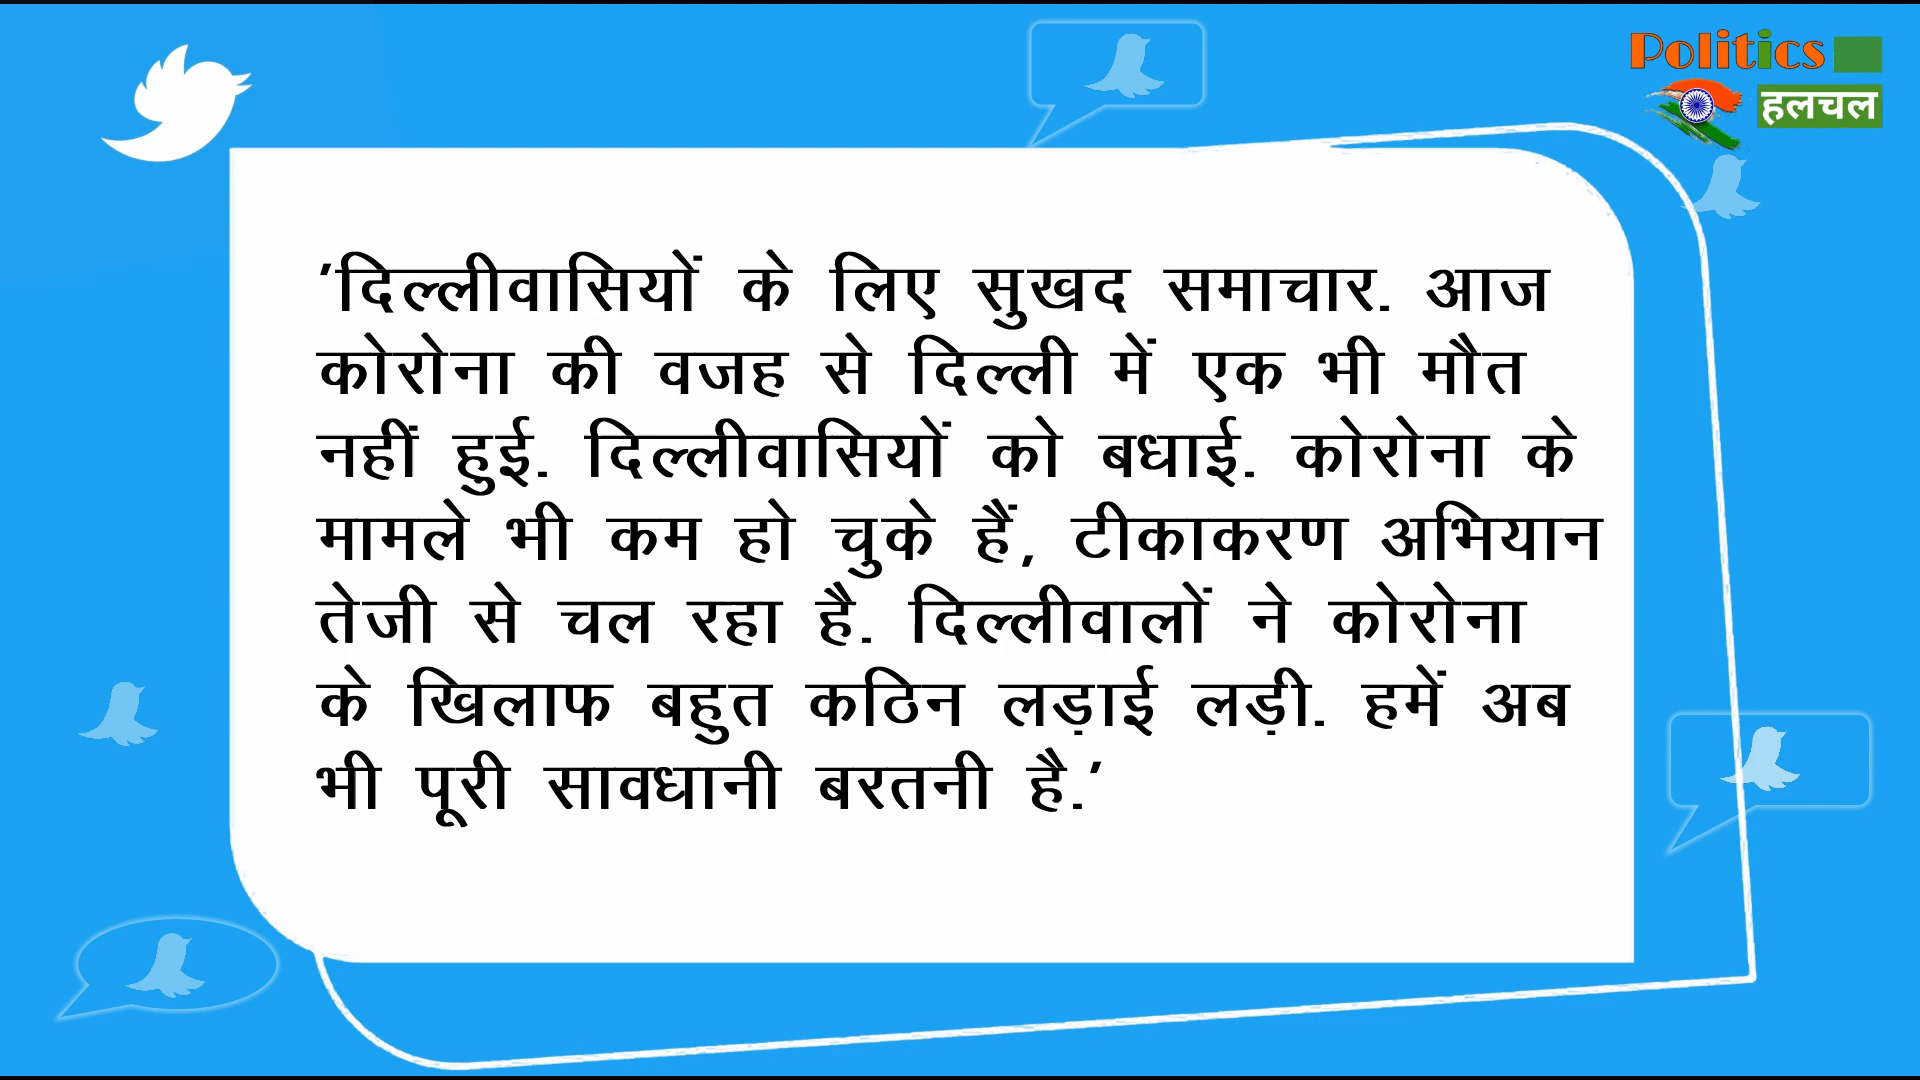 Politics
हलचल
'दिल्लीवासियों के लिए सुखद समाचार. आज
कोरोना की वजह से दिल्ली में एक भी मौत
नहीं हुई. दिल्लीवासियों को बधाई. कोरोना के
मामले भी कम हो चुके हैं, टीकाकरण अभियान
तेजी से चल रहा है. दिल्लीवालों ने कोरोना
के खिलाफ बहुत कठिन लड़ाई लड़ी. हमें अब
भी पूरी सावधानी बरतनी है.'